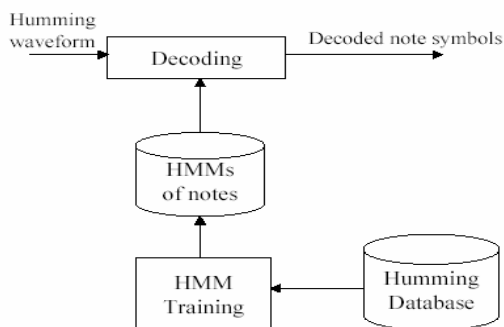 Humming
waveform
Decoding
Decoded note symbols
HMMs
of notes
HMM
Training
Humming
Database